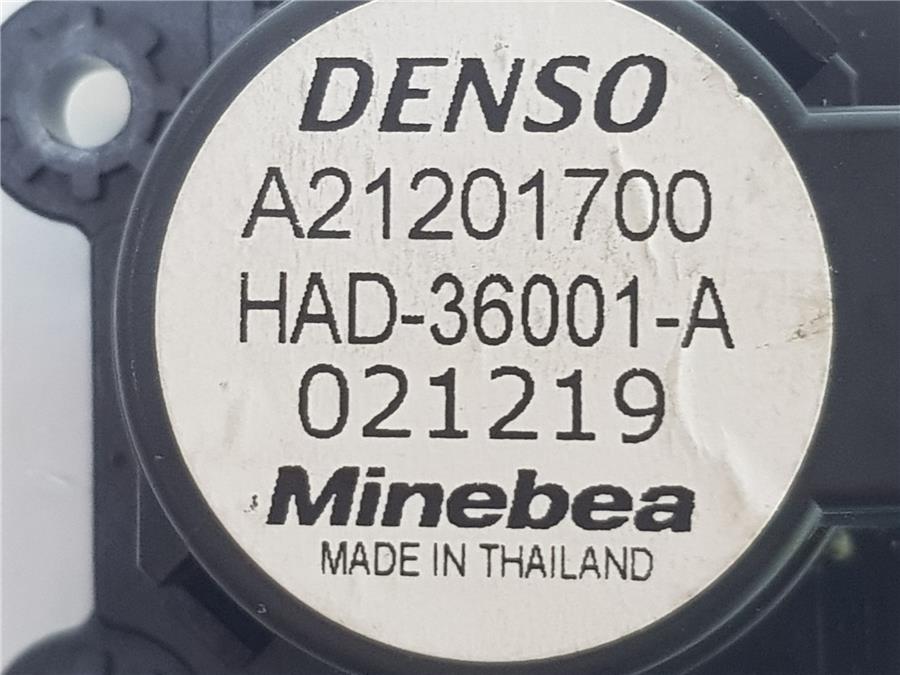 DENSO
A21201700
HAD-36001-A
021219
Minebea
MADE IN THAILAND